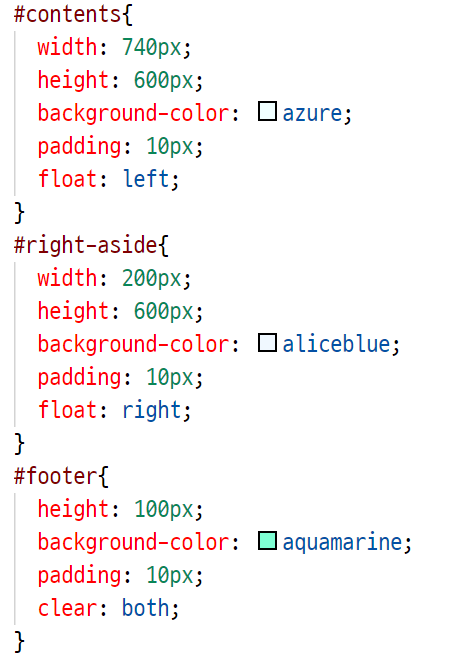 #contents{
width: 740px;
height: 600px;
background-color: azure;
padding: 10px;
float: left;
}
#right-aside{
width: 200px;
height: 600px;
background-color: aliceblue;
padding: 10px;
float: right;
}
#footer{
height: 100px;
background-color: aquamarine;
padding: 10px;
clear: both;
}